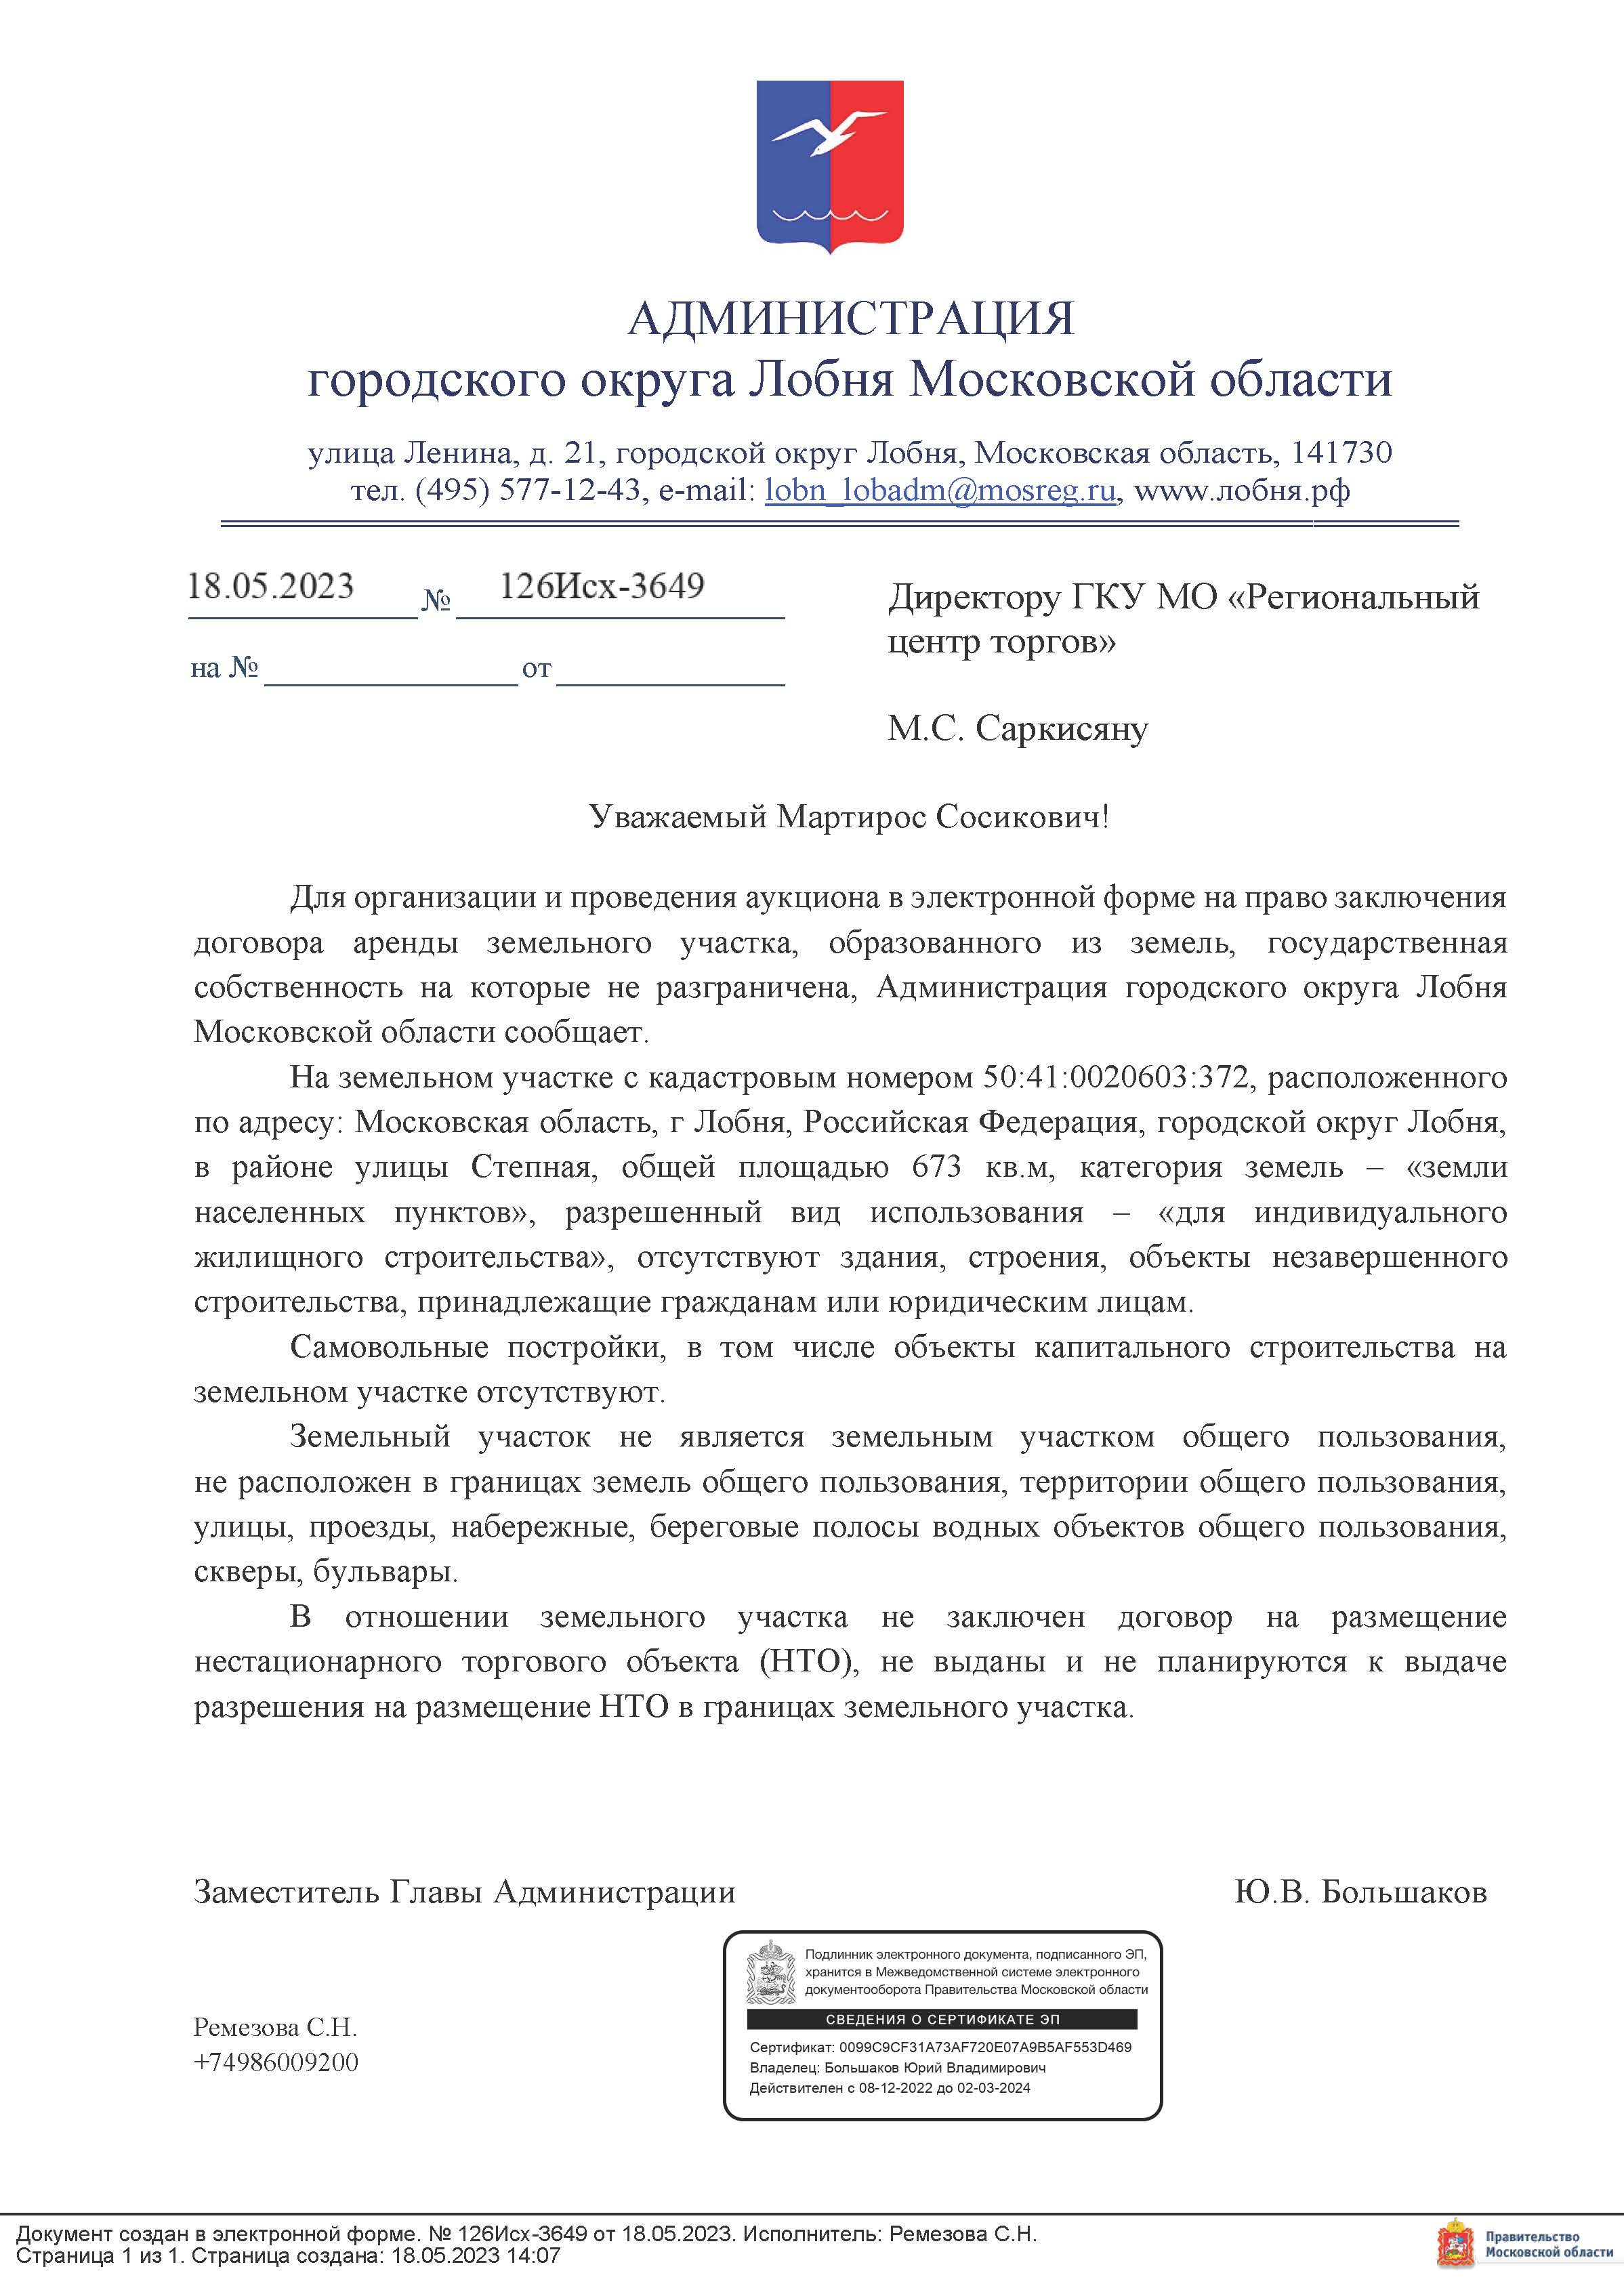 АДМИНИСТРАЦИЯ
городского округа Лобня Московской области
улица Ленина, д. 21, городской округ Лобня, Московская область, 141730
тел. (495) 577-12-43, e-mail: lobn_lobadm@mosreg.ru, www.лобня.рф
18.05.2023 № 126Исх-3649
на № от
Директору ГКУ МО «Региональный
центр торгов»
М.С. Саркисяну
Уважаемый Мартирос Сосикович!
Для организации и проведения аукциона в электронной форме на право заключения
договора аренды земельного участка, образованного из земель, государственная
собственность на которые не разграничена, Администрация городского округа Лобня
Московской области сообщает.
На земельном участке с кадастровым номером 50:41:0020603:372, расположенного
по адресу: Московская область, г Лобня, Российская Федерация, городской округ Лобня,
в районе улицы Степная, общей площадью 673 кв.м, категория земель – «земли
населенных пунктов», разрешенный вид использования – «для индивидуального
жилищного строительства», отсутствуют здания, строения, объекты незавершенного
строительства, принадлежащие гражданам или юридическим лицам.
Самовольные постройки, в том числе объекты капитального строительства на
земельном участке отсутствуют.
Земельный участок не является земельным участком общего пользования,
не расположен в границах земель общего пользования, территории общего пользования,
улицы, проезды, набережные, береговые полосы водных объектов общего пользования,
скверы, бульвары.
В отношении земельного участка не заключен договор на размещение
нестационарного торгового объекта (НТО), не выданы и не планируются к выдаче
разрешения на размещение НТО в границах земельного участка.
Заместитель Главы Администрации Ю.В. Большаков
Подлинник электронного документа, подписанного ЭП,
хранится в Межведомственной системе электронного
документооборота Правительства Московской области
СВЕДЕНИЯ О СЕРТИФИКАТЕ ЭП
Сертификат: 0099C9CF31A73AF720E07A9B5AF553D469
Владелец: Большаков Юрий Владимирович
Действителен с 08-12-2022 до 02-03-2024
Ремезова С.Н.
+74986009200
Документ создан в электронной форме. № 126Исх-3649 от 18.05.2023. Исполнитель: Ремезова С.Н.
Страница 1 из 1. Страница создана: 18.05.2023 14:07
Правительство
Московской области